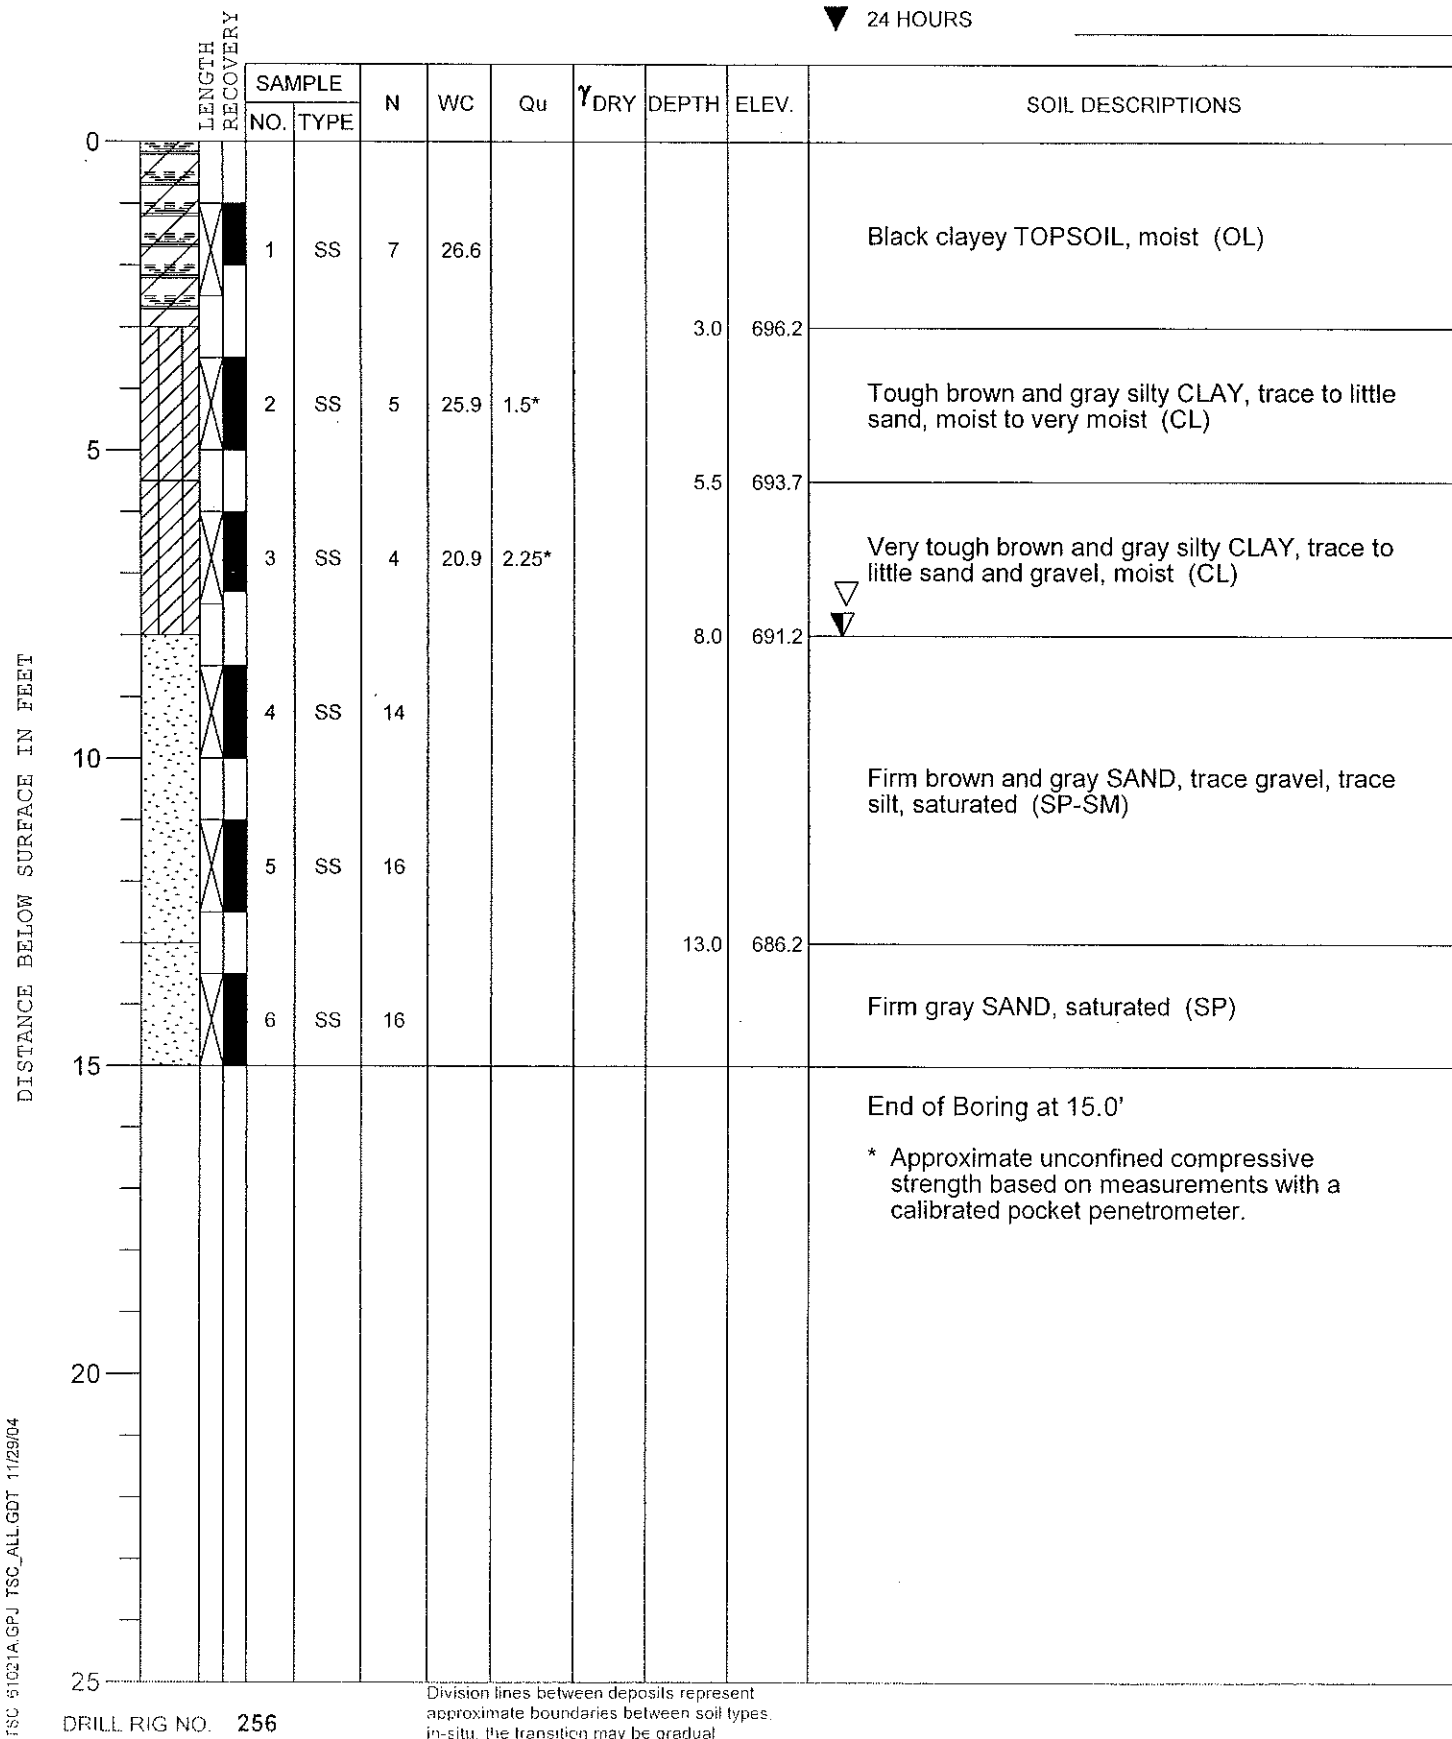 24 HOURS
LENGTH
RECOVERY
SAMPLE
NO. TYPE N WC Qu γDRY DEPTH ELEV. SOIL DESCRIPTIONS
0
1 SS 7 26.6
Black clayey TOPSOIL, moist (OL)
3.0 696.2
2 SS 5 25.9 1.5*
Tough brown and gray silty CLAY, trace to little
sand, moist to very moist (CL)
5
5.5 693.7
3 SS 4 20.9 2.25*
Very tough brown and gray silty CLAY, trace to
little sand and gravel, moist (CL)
8.0 691.2
4 SS 14
10
Firm brown and gray SAND, trace gravel, trace
silt, saturated (SP-SM)
5 SS 16
13.0 686.2
6 SS 16
Firm gray SAND, saturated (SP)
15
End of Boring at 15.0'
* Approximate unconfined compressive
strength based on measurements with a
calibrated pocket penetrometer.
20
25
DISTANCE BELOW SURFACE IN FEET
TSC 61021A.GPJ TSC_ALL.GDT 11/29/04
DRILL RIG NO. 256
Division lines between deposits represent
approximate boundaries between soil types.
in-situ, the transition may be gradual